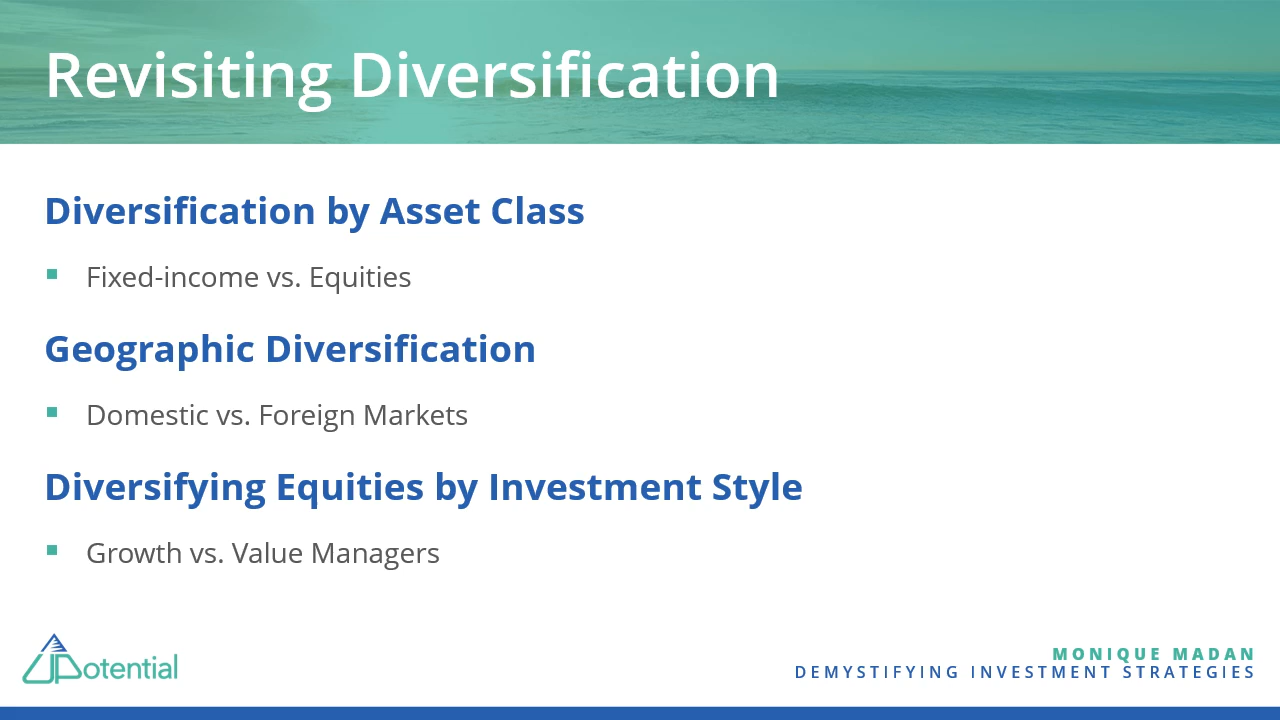 Revisiting Diversification
Diversification by Asset Class
Fixed-income vs. Equities
Geographic Diversification
Domestic vs. Foreign Markets
Diversifying Equities by Investment Style
Growth vs. Value Managers
UPotential
MONIQUE MADAN
DEMYSTIFYING INVESTMENT STRATEGIES